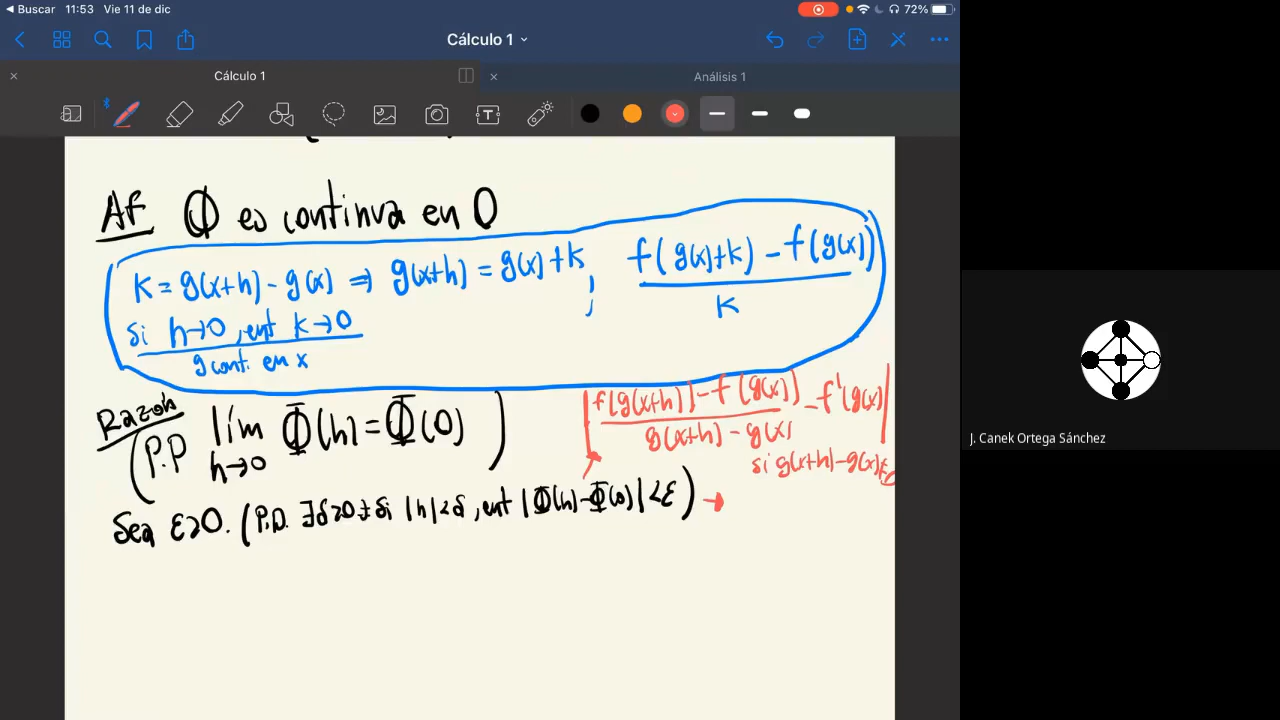 Buscar 11:53 Vie 11 de dic 72%
Cálculo 1
Cálculo 1 Análisis 1
Af Φ es continua en 0
K = g(x+h) - g(x) ⇒ g(x+h) = g(x) + K ; f(g(x)+K) - f(g(x)) / K
si h→0, ent K→0
g cont. en x
Razón
(P.D lím Φ(h) = Φ(0) )
h→0
| f(g(x+h)) - f(g(x)) / g(x+h) - g(x) - f'(g(x)) |
si g(x+h) - g(x) ≠ 0
Sea ε>0. (P.D. ∃δ>0 ∍ si |h|<δ, ent |Φ(h) - Φ(0)| < ε) →
J. Canek Ortega Sánchez